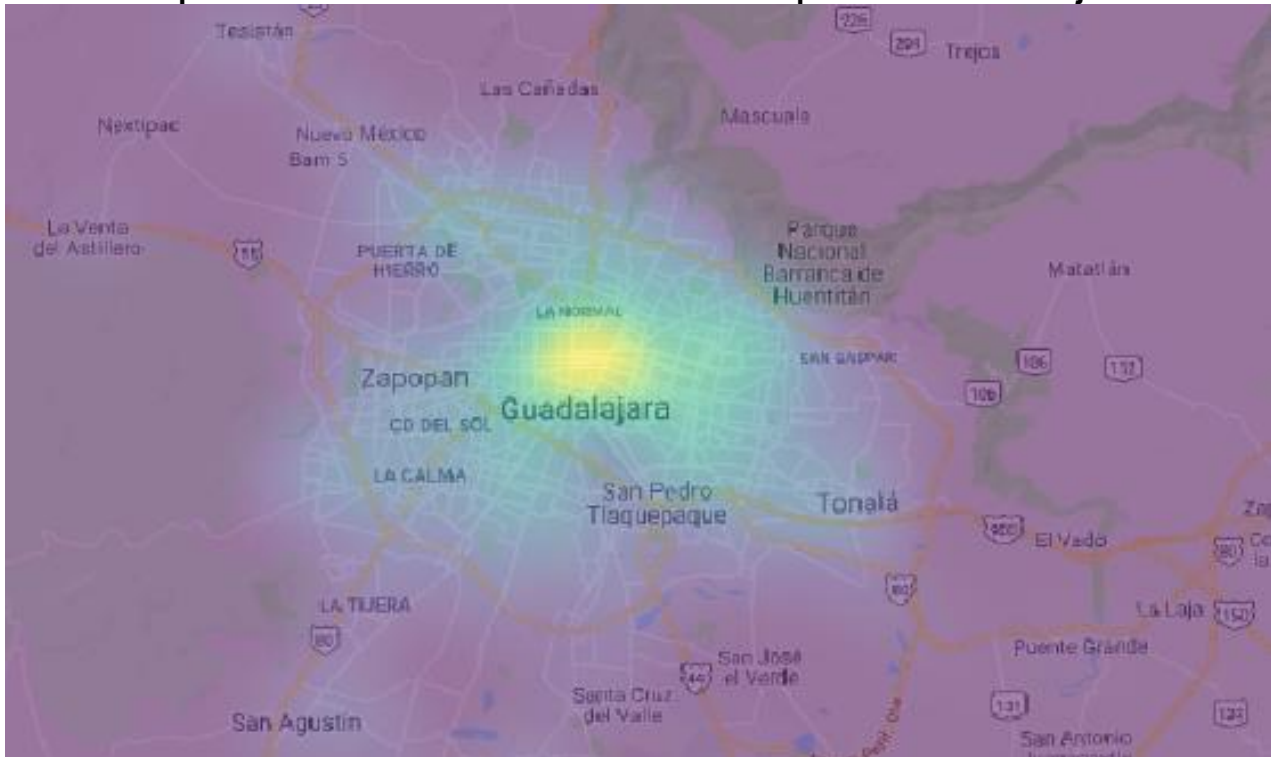 Tesistán
226
204
Trejos
Las Cañadas
Mascuala
Nextipac
Nuevo México
Bam 5
La Venta
del Astillero
PUERTA DE
HIERRO
Parque
Nacional
Barranca de
Huentitán
Matatlán
LA NORMAL
SAN GASPAR
106
Zapopan
106
Guadalajara
CD DEL SOL
LA CALMA
San Pedro
Tlaquepaque
Tonalá
El Vado
80
LA TIJERA
80
La Laja
Puente Grande
San José
el Verde
44
Santa Cruz
del Valle
San Agustín
131
San Antonio